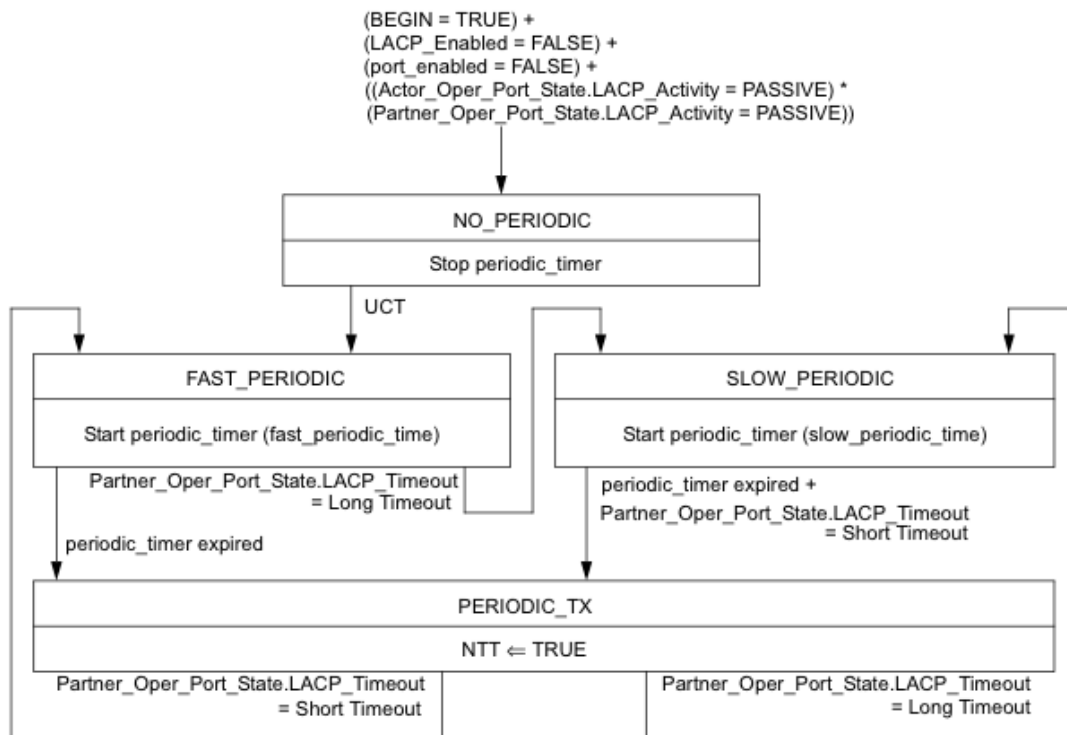 (BEGIN = TRUE) +
(LACP_Enabled = FALSE) +
(port_enabled = FALSE) +
((Actor_Oper_Port_State.LACP_Activity = PASSIVE) *
(Partner_Oper_Port_State.LACP_Activity = PASSIVE))
NO_PERIODIC
Stop periodic_timer
UCT
FAST_PERIODIC
Start periodic_timer (fast_periodic_time)
SLOW_PERIODIC
Start periodic_timer (slow_periodic_time)
Partner_Oper_Port_State.LACP_Timeout
= Long Timeout
periodic_timer expired
periodic_timer expired +
Partner_Oper_Port_State.LACP_Timeout
= Short Timeout
PERIODIC_TX
NTT ⇐ TRUE
Partner_Oper_Port_State.LACP_Timeout
= Short Timeout
Partner_Oper_Port_State.LACP_Timeout
= Long Timeout